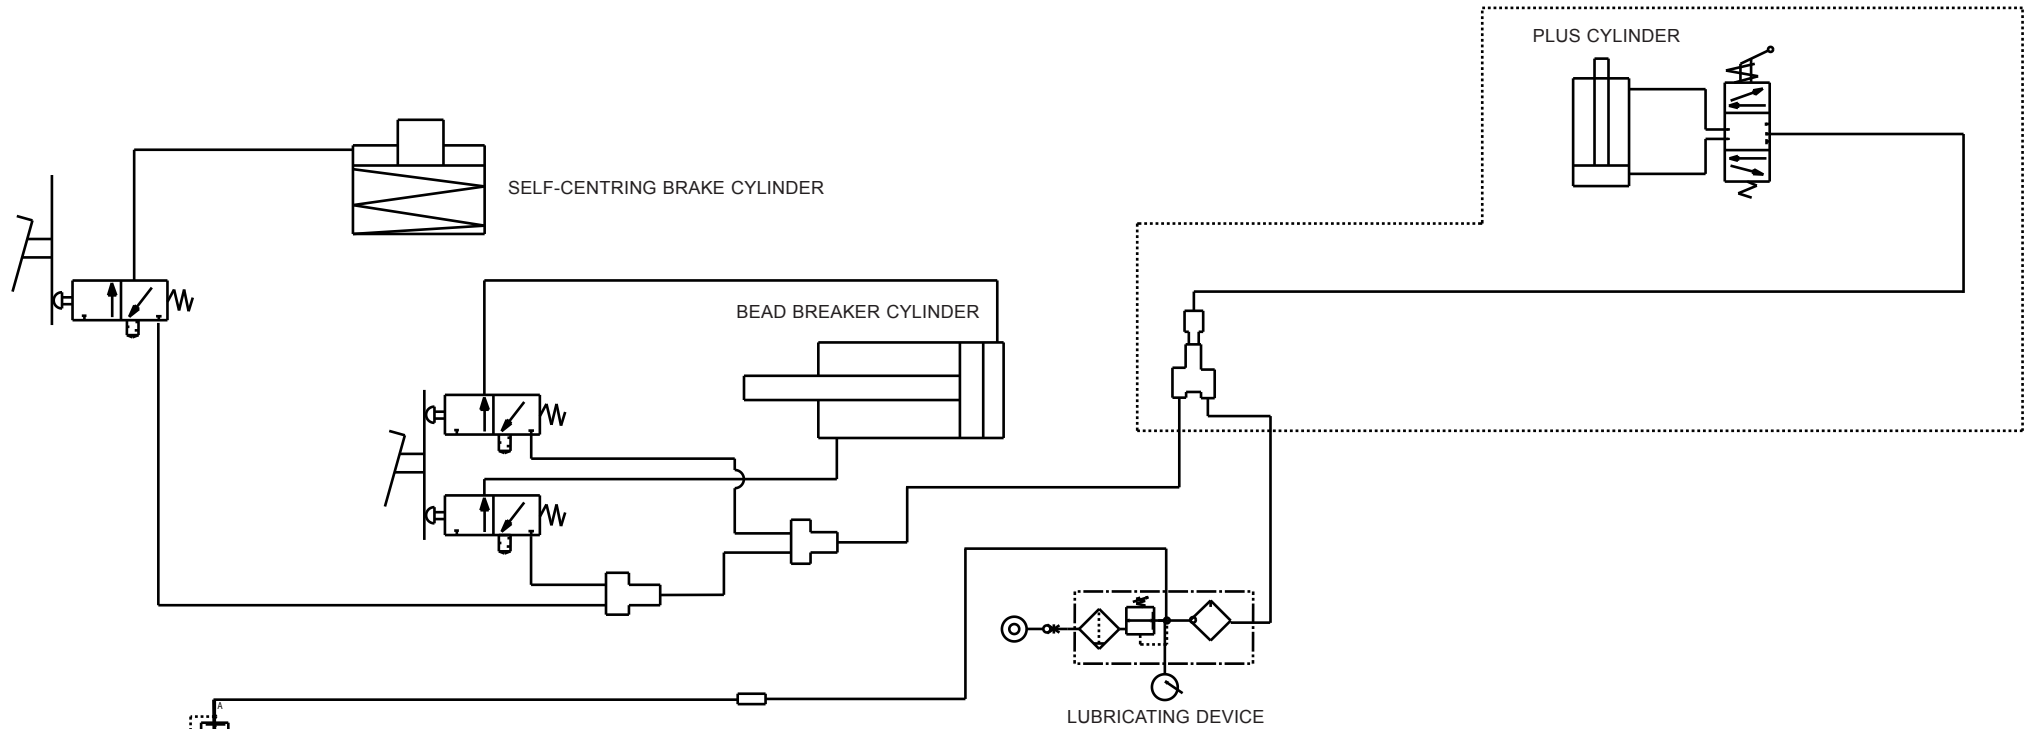 PLUS CYLINDER
SELF-CENTRING BRAKE CYLINDER
BEAD BREAKER CYLINDER
A
LUBRICATING DEVICE